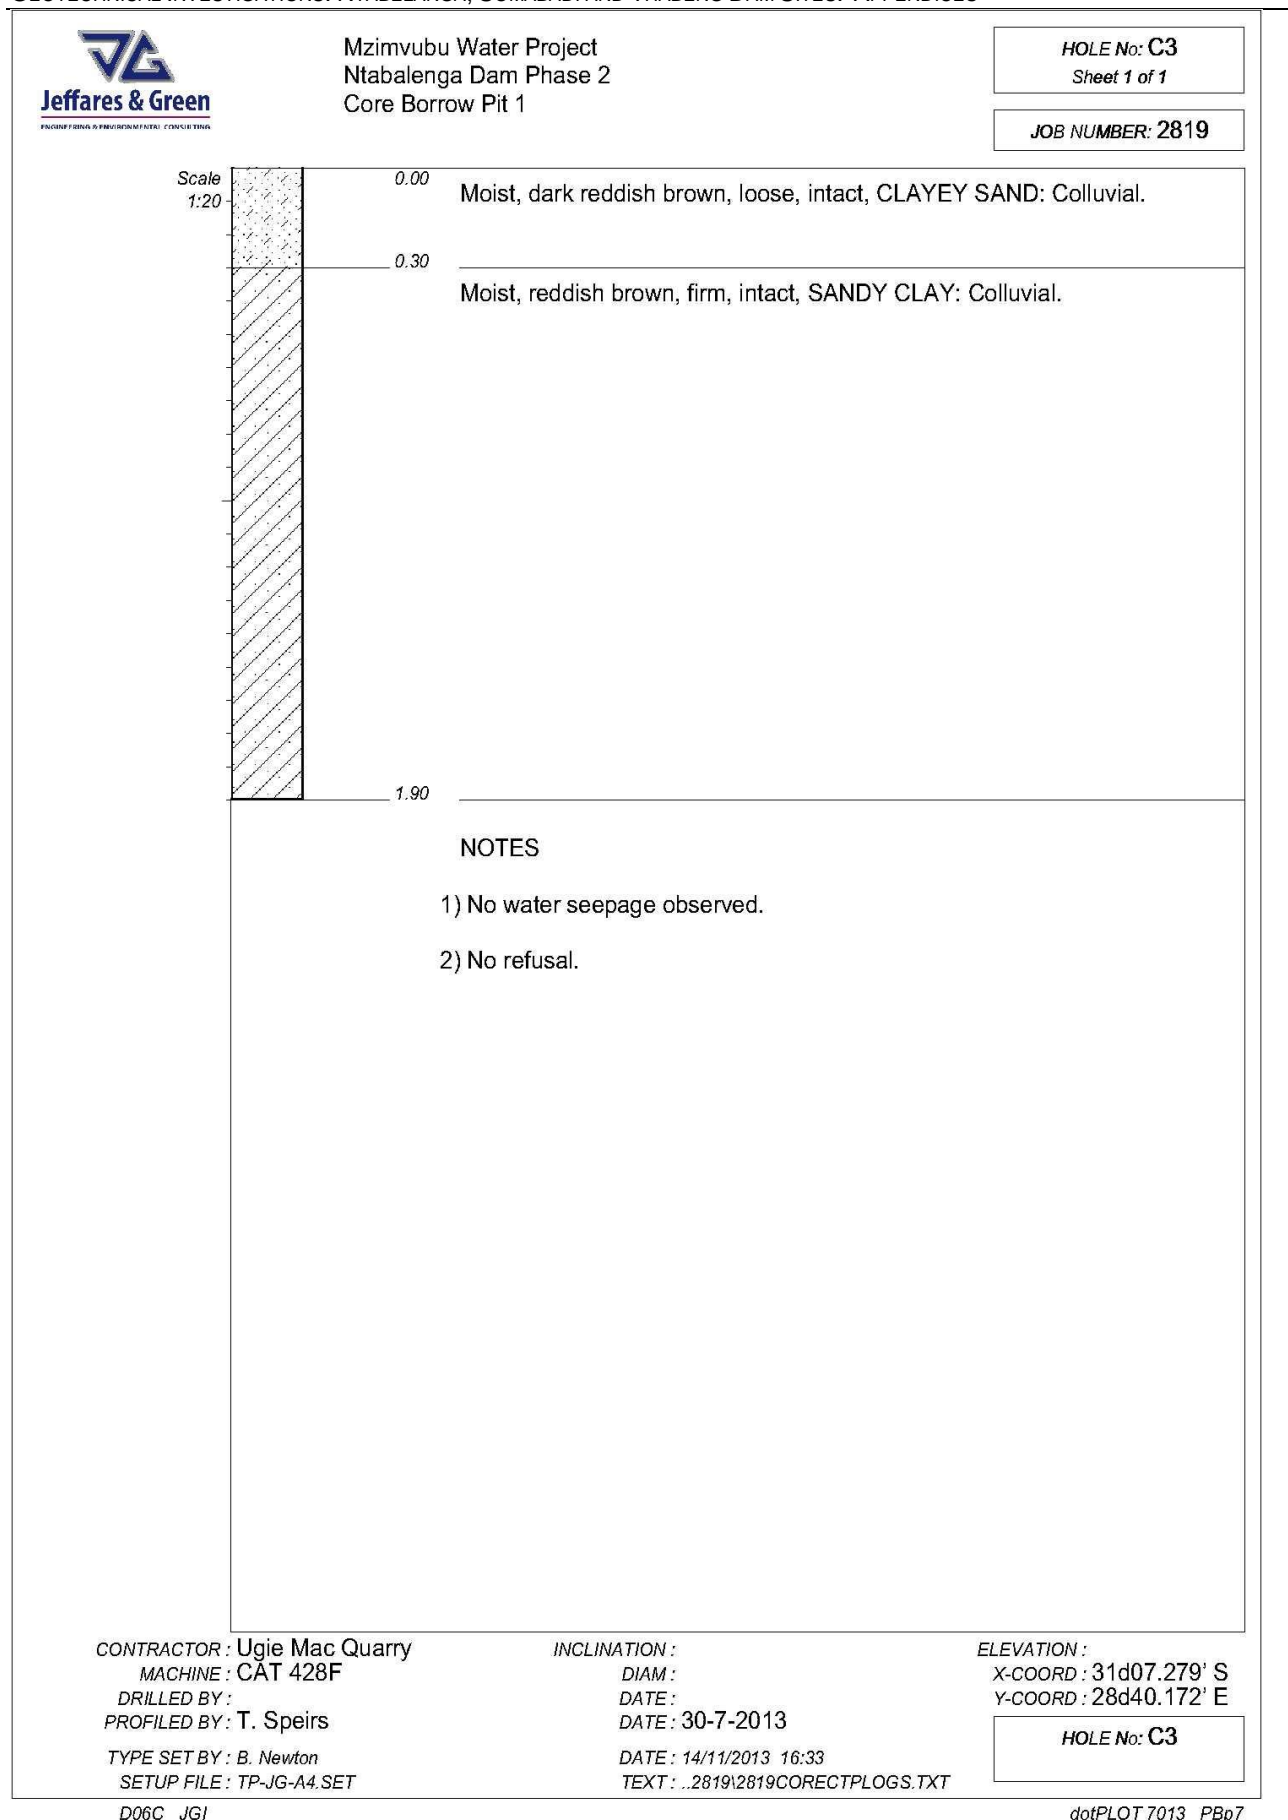 Mzimvubu Water Project
Ntabalenga Dam Phase 2
Core Borrow Pit 1
Jeffares & Green
ENGINEERING & ENVIRONMENTAL CONSULTING
HOLE No: C3
Sheet 1 of 1
JOB NUMBER: 2819
Scale
1:20
0.00
Moist, dark reddish brown, loose, intact, CLAYEY SAND: Colluvial.
0.30
Moist, reddish brown, firm, intact, SANDY CLAY: Colluvial.
1.90
NOTES
1) No water seepage observed.
2) No refusal.
CONTRACTOR : Ugie Mac Quarry
MACHINE : CAT 428F
DRILLED BY :
PROFILED BY : T. Speirs
TYPE SET BY : B. Newton
SETUP FILE : TP-JG-A4.SET
INCLINATION :
DIAM :
DATE :
DATE : 30-7-2013
DATE : 14/11/2013 16:33
TEXT : ..2819\2819CORECTPLOGS.TXT
ELEVATION :
X-COORD : 31d07.279' S
Y-COORD : 28d40.172' E
HOLE No: C3
D06C JGI
dotPLOT 7013 PBp7